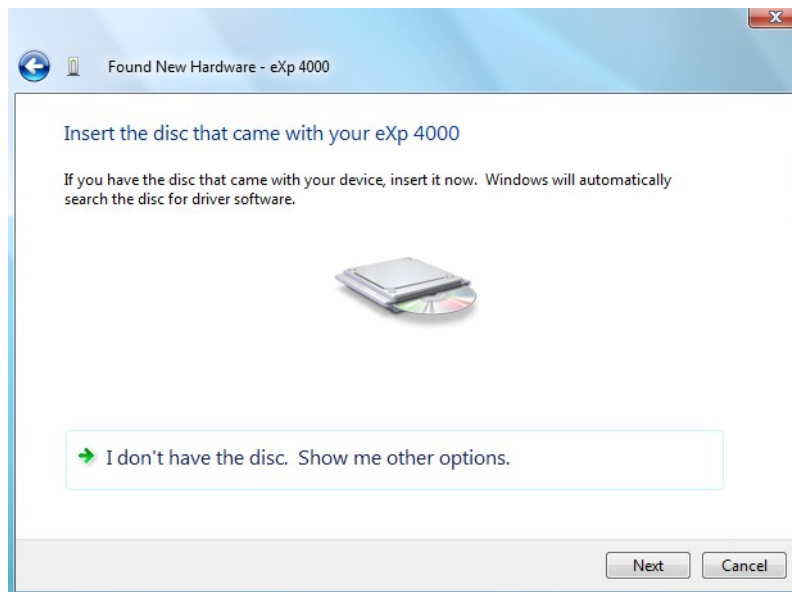 Found New Hardware - eXp 4000
Insert the disc that came with your eXp 4000
If you have the disc that came with your device, insert it now.  Windows will automatically
search the disc for driver software.
I don't have the disc.  Show me other options.
Next
Cancel